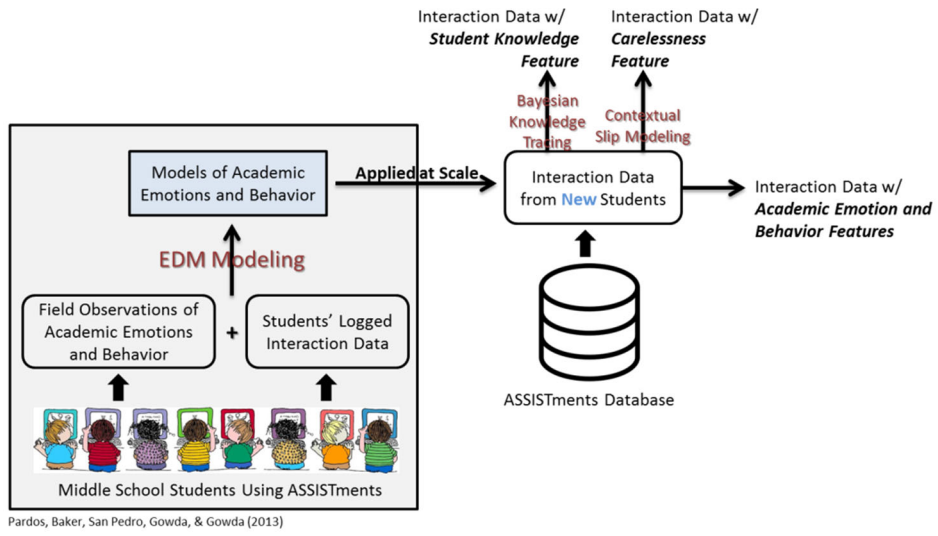 Interaction Data w/
Student Knowledge
Feature
Interaction Data w/
Carelessness
Feature
Bayesian
Knowledge
Tracing
Contextual
Slip Modeling
Models of Academic
Emotions and Behavior
Applied at Scale
Interaction Data
from New Students
Interaction Data w/
Academic Emotion and
Behavior Features
EDM Modeling
Field Observations of
Academic Emotions
and Behavior
+
Students’ Logged
Interaction Data
ASSISTments Database
Middle School Students Using ASSISTments
Pardos, Baker, San Pedro, Gowda, & Gowda (2013)